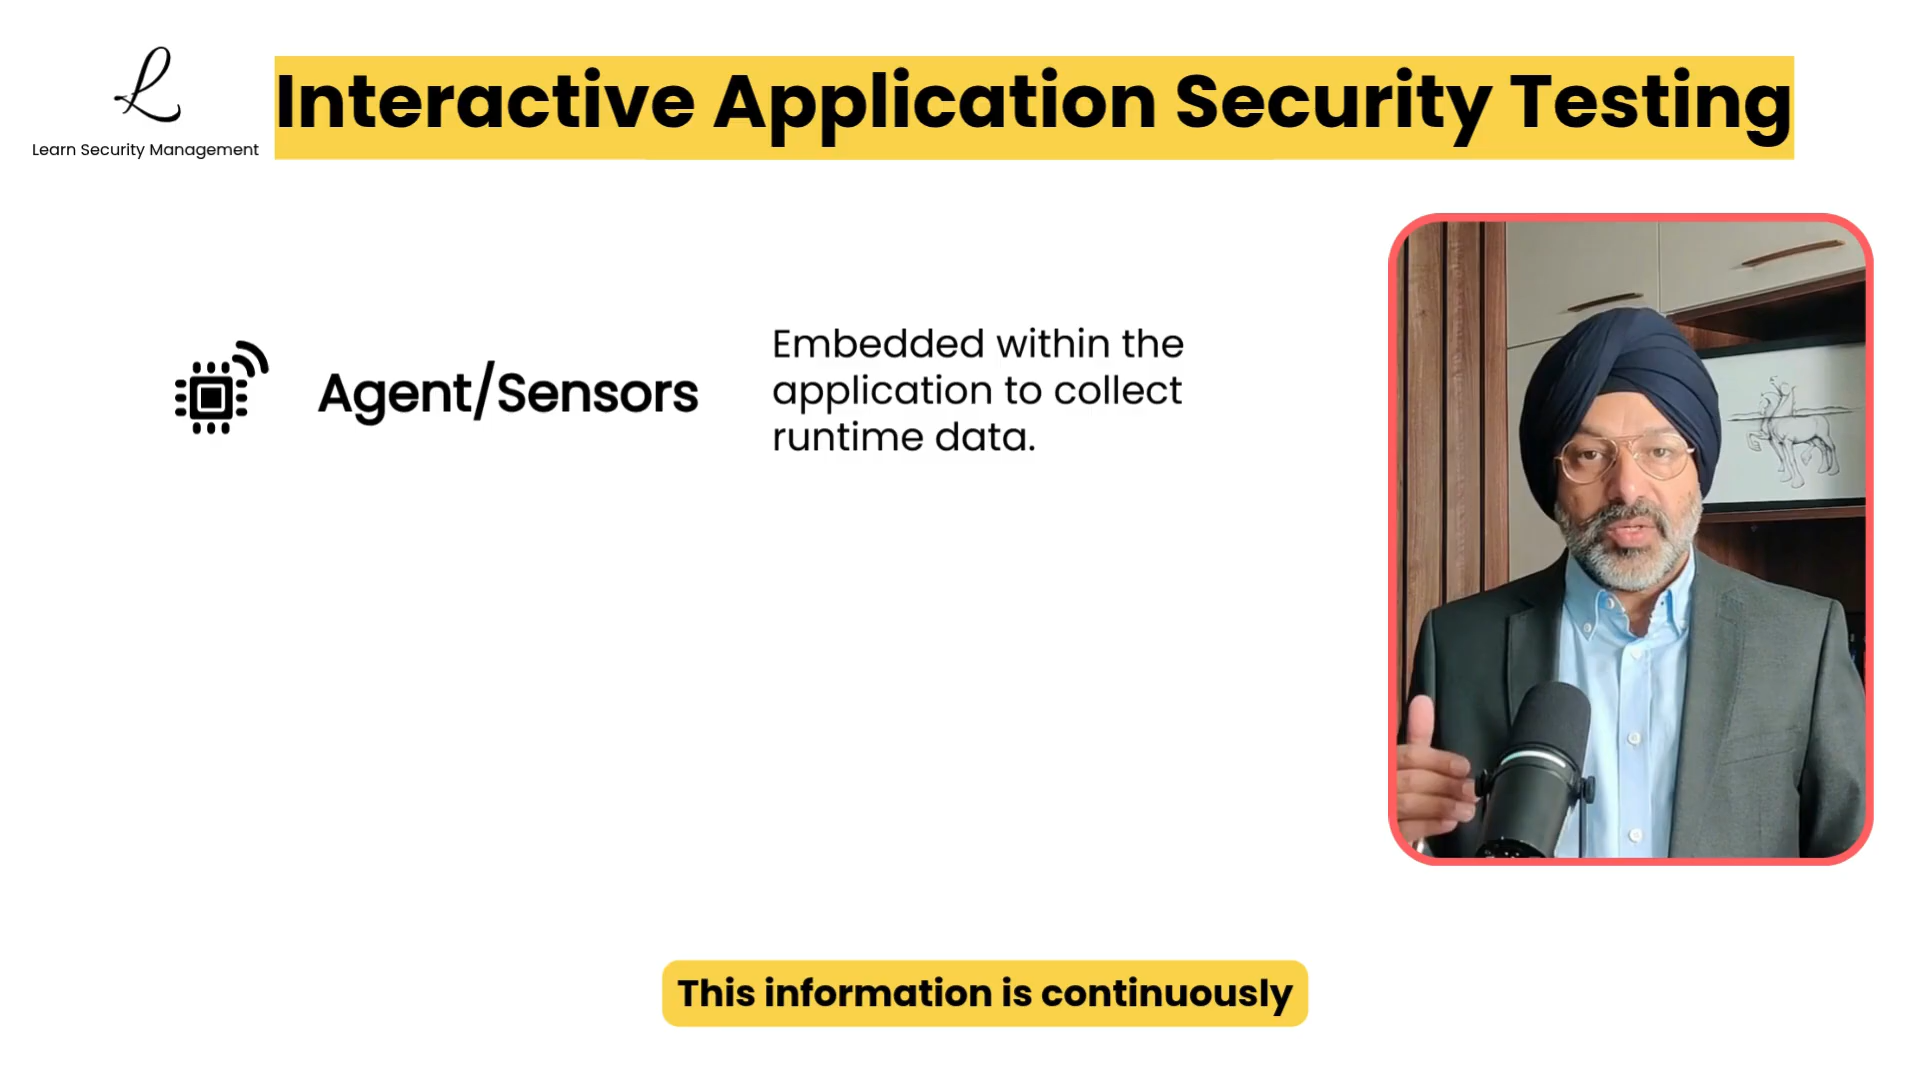 Learn Security Management
Interactive Application Security Testing
Agent/Sensors
Embedded within the
application to collect
runtime data.
This information is continuously